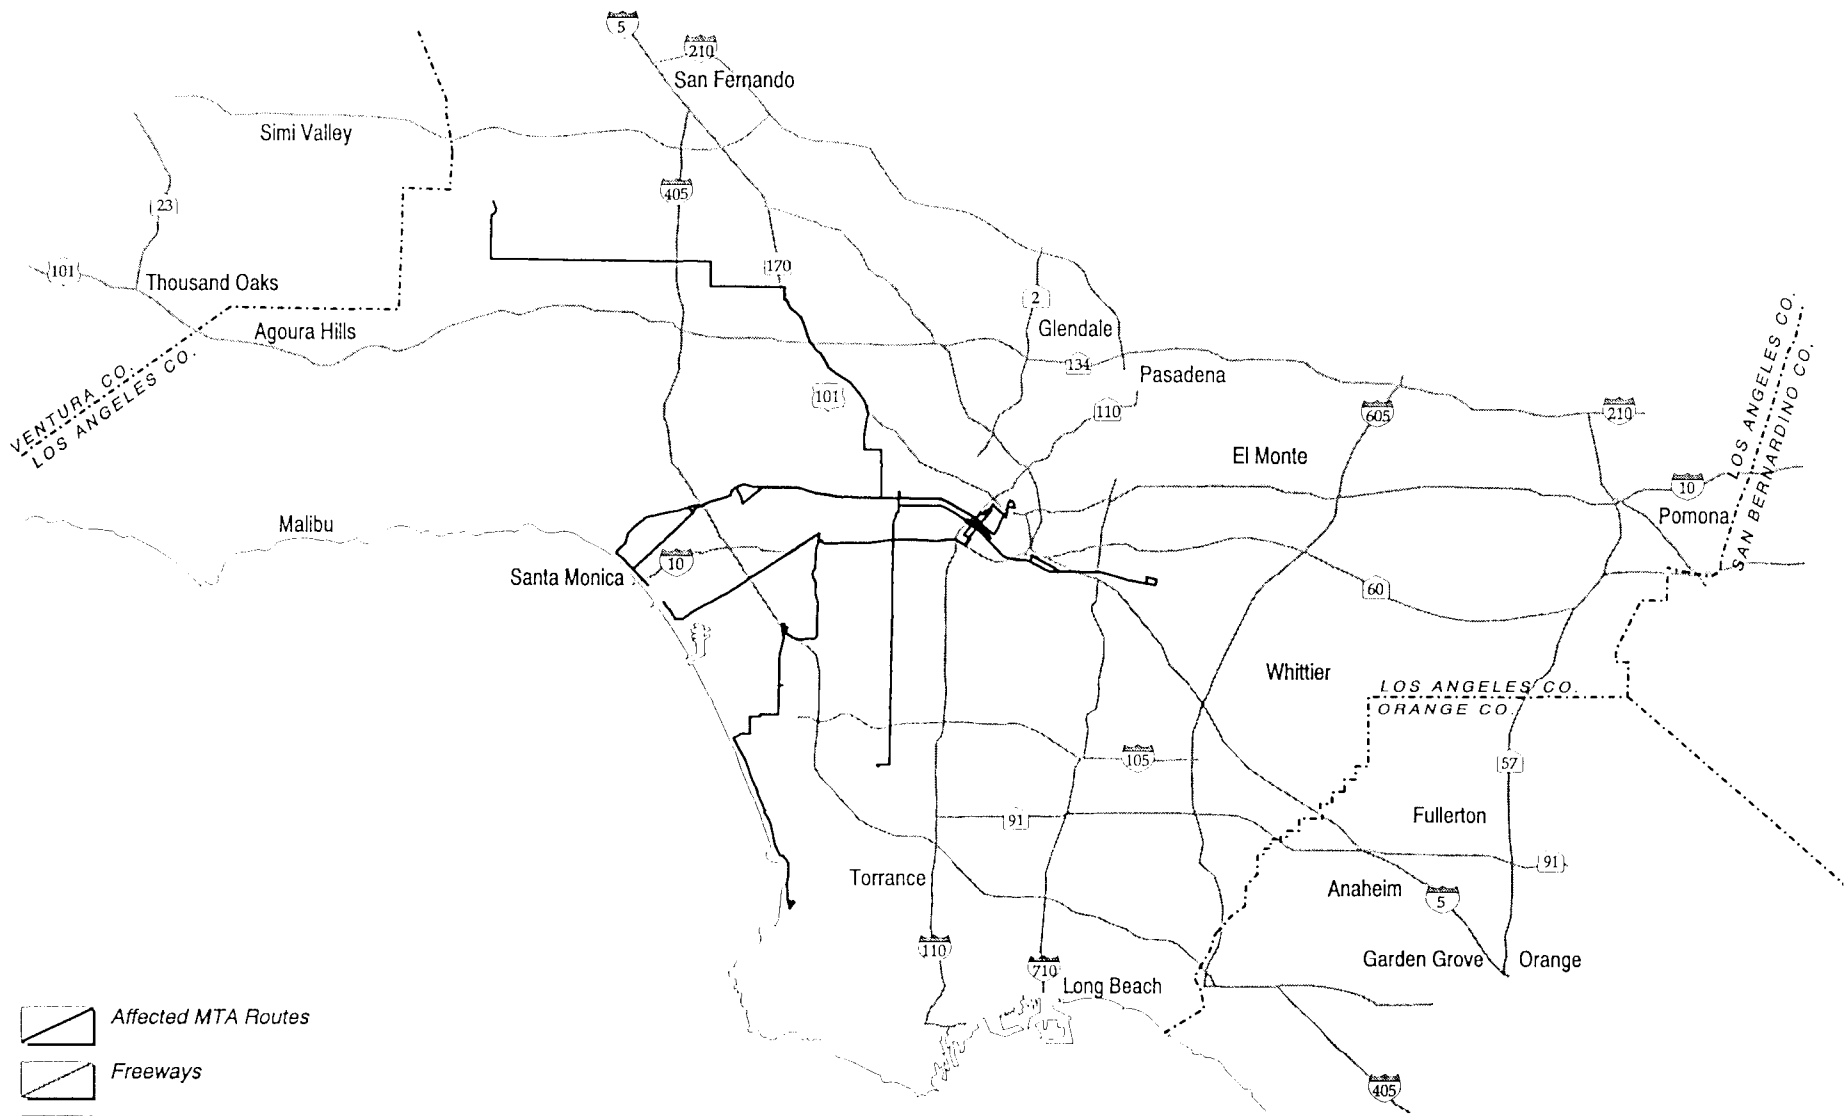 5
210
San Fernando
Simi Valley
405
23
101
Thousand Oaks
170
2
Glendale
Agoura Hills
134
Pasadena
VENTURA CO.
LOS ANGELES CO.
101
110
605
210
LOS ANGELES CO.
SAN BERNARDINO CO.
El Monte
10
Pomona
Malibu
Santa Monica
10
60
Whittier
LOS ANGELES CO.
ORANGE CO.
105
57
91
Fullerton
91
Torrance
Anaheim
5
110
710
Garden Grove
Orange
Long Beach
405
Affected MTA Routes
Freeways